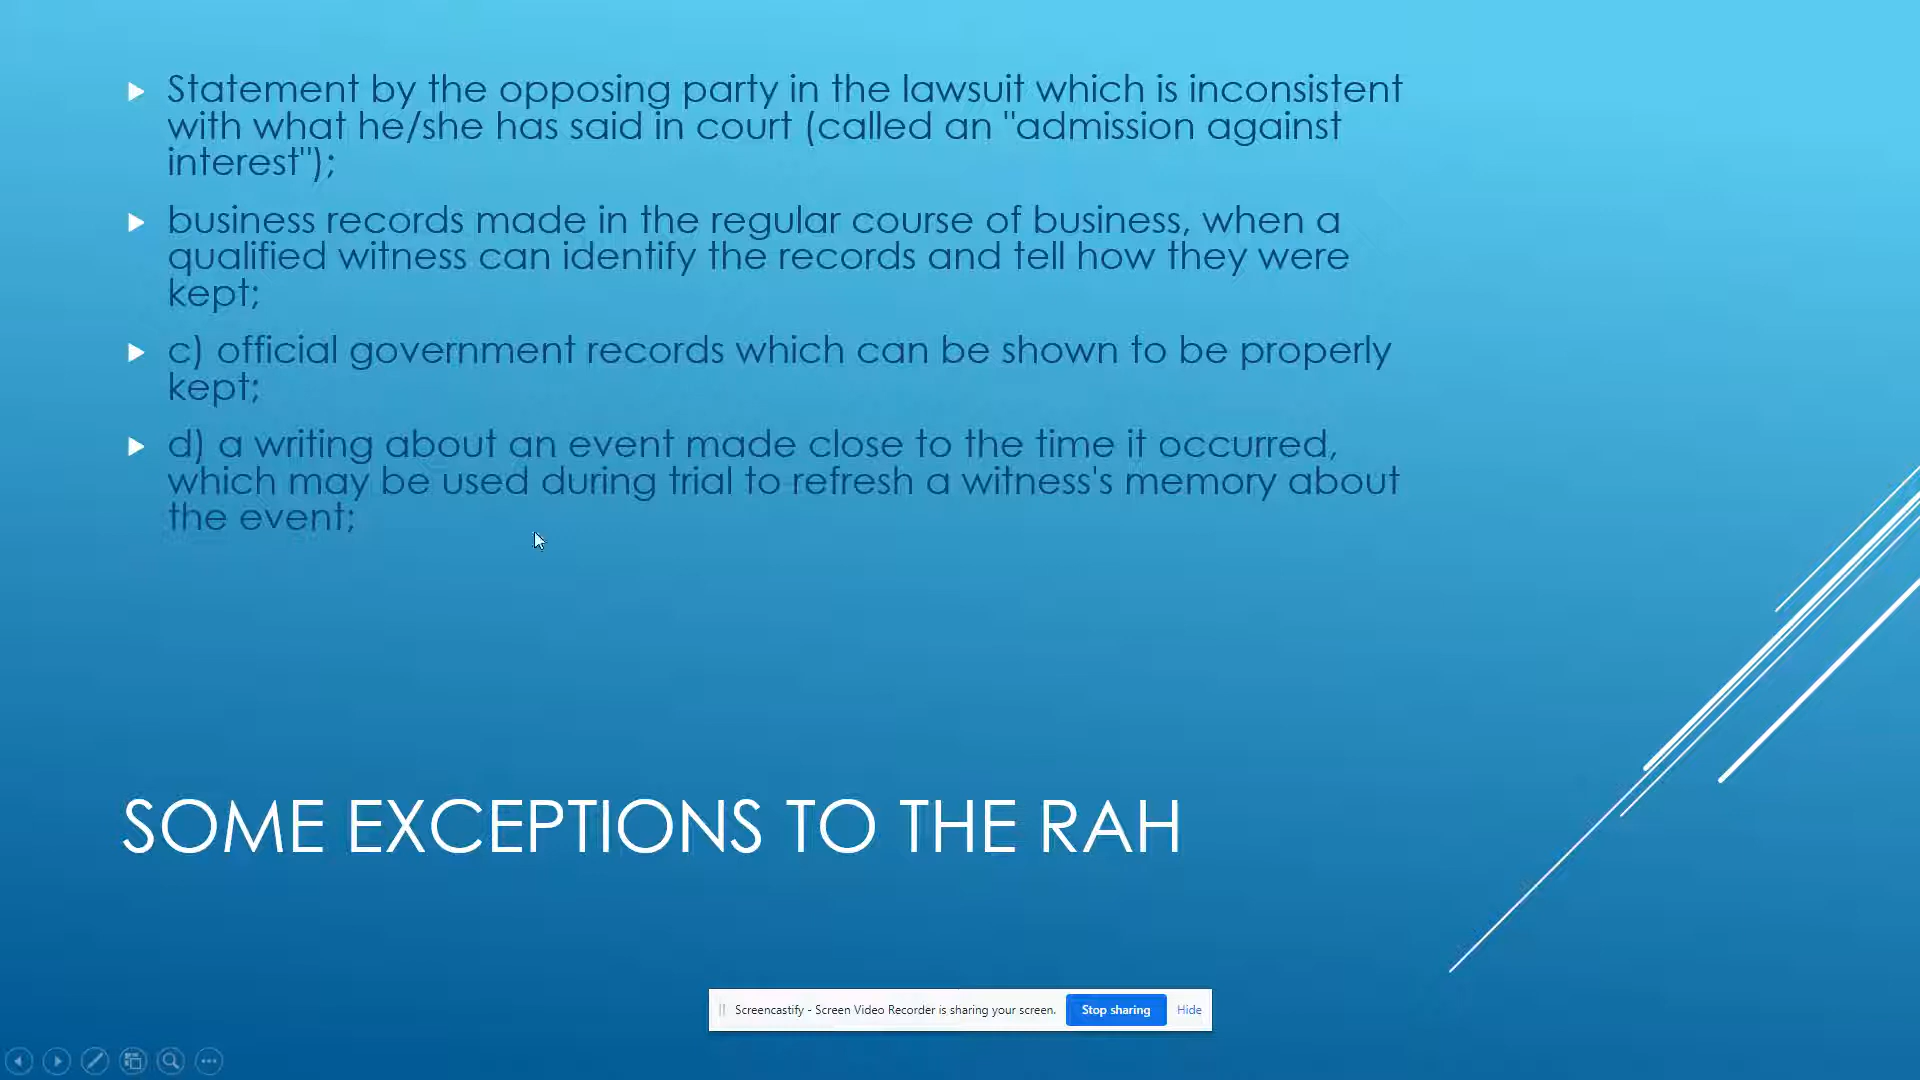 Statement by the opposing party in the lawsuit which is inconsistent
with what he/she has said in court (called an "admission against
interest");
business records made in the regular course of business, when a
qualified witness can identify the records and tell how they were
kept;
c) official government records which can be shown to be properly
kept;
d) a writing about an event made close to the time it occurred,
which may be used during trial to refresh a witness's memory about
the event;
SOME EXCEPTIONS TO THE RAH
Screencastify - Screen Video Recorder is sharing your screen. Stop sharing Hide